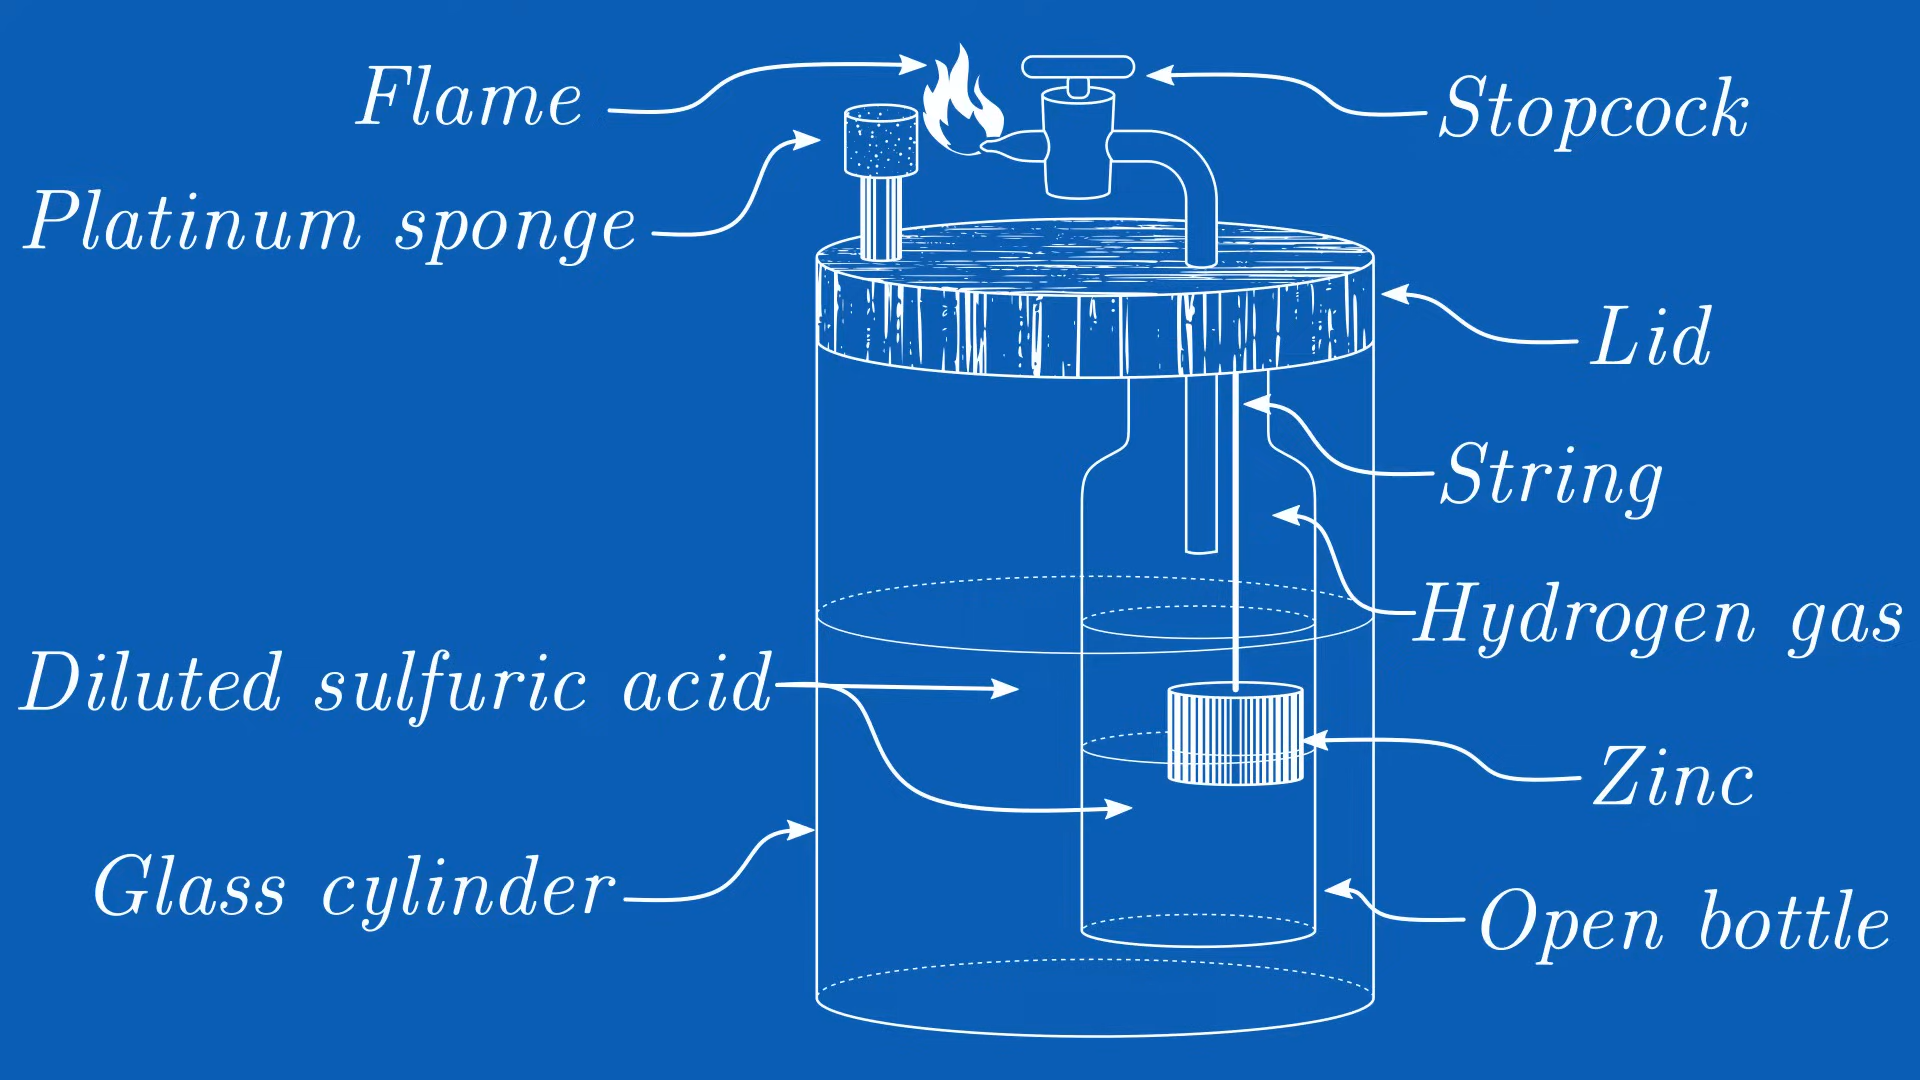 Flame
Stopcock
Platinum sponge
Lid
String
Hydrogen gas
Diluted sulfuric acid
Zinc
Glass cylinder
Open bottle